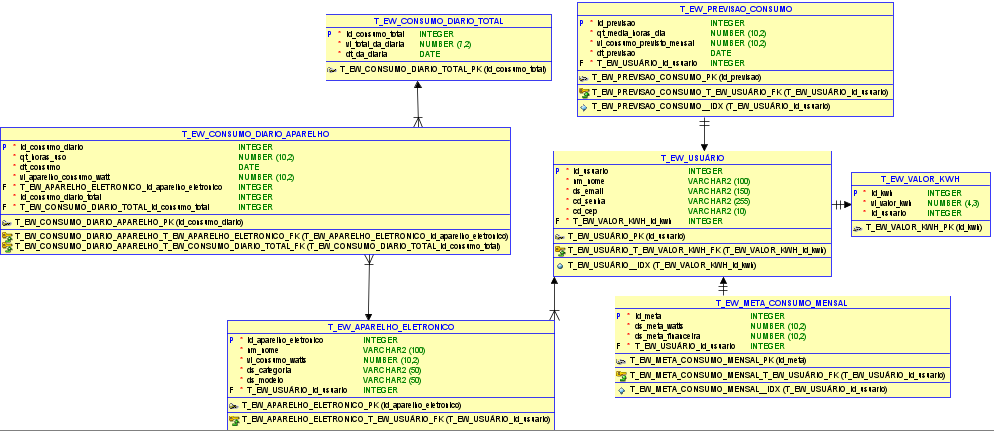 T_EW_CONSUMO_DIARIO_TOTAL
P * id_consumo_total INTEGER
* vl_total_da_diaria NUMBER (7,2)
* dt_da_diaria DATE
T_EW_CONSUMO_DIARIO_TOTAL_PK (id_consumo_total)
T_EW_PREVISAO_CONSUMO
P * id_previsao INTEGER
* qt_media_horas_dia NUMBER (10,2)
* vl_consumo_previsto_mensal NUMBER (10,2)
* dt_previsao DATE
F * T_EW_USUÁRIO_id_usuario INTEGER
T_EW_PREVISAO_CONSUMO_PK (id_previsao)
T_EW_PREVISAO_CONSUMO_T_EW_USUÁRIO_FK (T_EW_USUÁRIO_id_usuario)
T_EW_PREVISAO_CONSUMO__IDX (T_EW_USUÁRIO_id_usuario)
T_EW_CONSUMO_DIARIO_APARELHO
P * id_consumo_diario INTEGER
* qt_horas_uso NUMBER (10,2)
* dt_consumo DATE
* vl_aparelho_consumo_watt NUMBER (10,2)
F * T_EW_APARELHO_ELETRONICO_id_aparelho_eletronico INTEGER
* id_consumo_diario_total INTEGER
F * T_EW_CONSUMO_DIARIO_TOTAL_id_consumo_total INTEGER
T_EW_CONSUMO_DIARIO_APARELHO_PK (id_consumo_diario)
T_EW_CONSUMO_DIARIO_APARELHO_T_EW_APARELHO_ELETRONICO_FK (T_EW_APARELHO_ELETRONICO_id_aparelho_eletronico)
T_EW_CONSUMO_DIARIO_APARELHO_T_EW_CONSUMO_DIARIO_TOTAL_FK (T_EW_CONSUMO_DIARIO_TOTAL_id_consumo_total)
T_EW_USUÁRIO
P * id_usuario INTEGER
* nm_nome VARCHAR2 (100)
* ds_email VARCHAR2 (150)
* cd_senha VARCHAR2 (255)
* cd_cep VARCHAR2 (10)
F * T_EW_VALOR_KWH_id_kwh INTEGER
T_EW_USUÁRIO_PK (id_usuario)
T_EW_USUÁRIO_T_EW_VALOR_KWH_FK (T_EW_VALOR_KWH_id_kwh)
T_EW_USUÁRIO__IDX (T_EW_VALOR_KWH_id_kwh)
T_EW_VALOR_KWH
P * id_kwh INTEGER
* vl_valor_kwh NUMBER (4,3)
* id_usuario INTEGER
T_EW_VALOR_KWH_PK (id_kwh)
T_EW_META_CONSUMO_MENSAL
P * id_meta INTEGER
* ds_meta_watts NUMBER (10,2)
* ds_meta_financeira NUMBER (10,2)
F * T_EW_USUÁRIO_id_usuario INTEGER
T_EW_META_CONSUMO_MENSAL_PK (id_meta)
T_EW_META_CONSUMO_MENSAL_T_EW_USUÁRIO_FK (T_EW_USUÁRIO_id_usuario)
T_EW_META_CONSUMO_MENSAL__IDX (T_EW_USUÁRIO_id_usuario)
T_EW_APARELHO_ELETRONICO
P * id_aparelho_eletronico INTEGER
* nm_nome VARCHAR2 (100)
* vl_consumo_watts NUMBER (10,2)
* ds_categoria VARCHAR2 (50)
* ds_modelo VARCHAR2 (50)
F * T_EW_USUÁRIO_id_usuario INTEGER
T_EW_APARELHO_ELETRONICO_PK (id_aparelho_eletronico)
T_EW_APARELHO_ELETRONICO_T_EW_USUÁRIO_FK (T_EW_USUÁRIO_id_usuario)